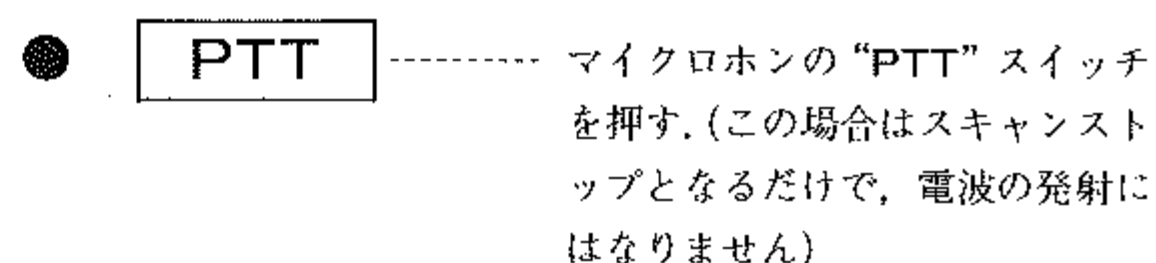 ● PTT -------- マイクロホンの“PTT”スイッチ
を押す.(この場合はスキャンスト
ップとなるだけで，電波の発射に
はなりません)